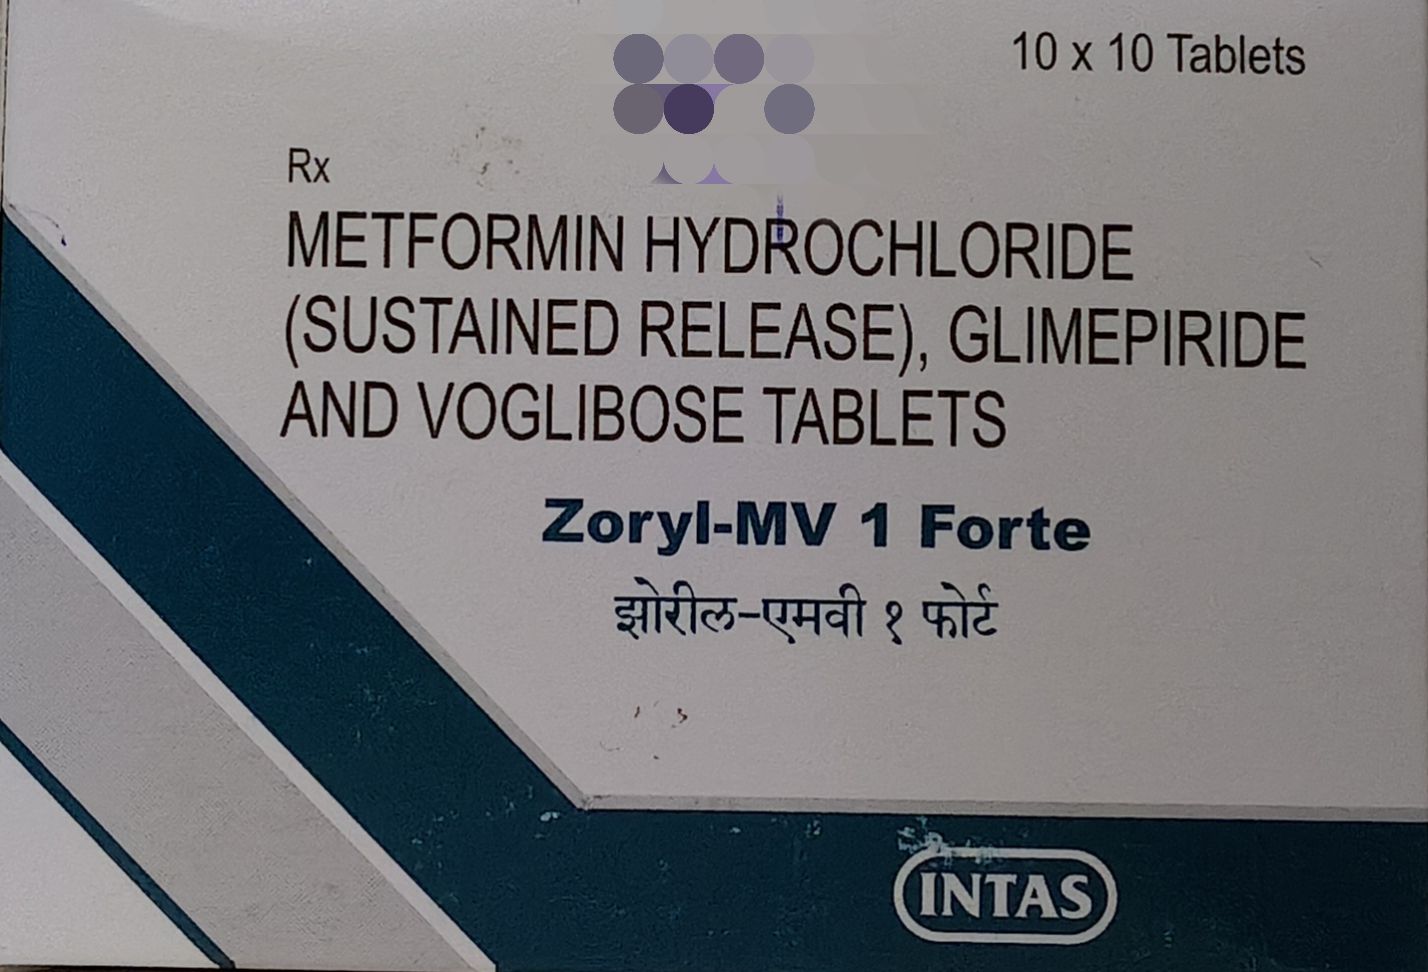 10 x 10 Tablets
Rx
METFORMIN HYDROCHLORIDE
(SUSTAINED RELEASE), GLIMEPIRIDE
AND VOGLIBOSE TABLETS
Zoryl-MV 1 Forte
झोरील-एमवी १ फोर्ट
INTAS